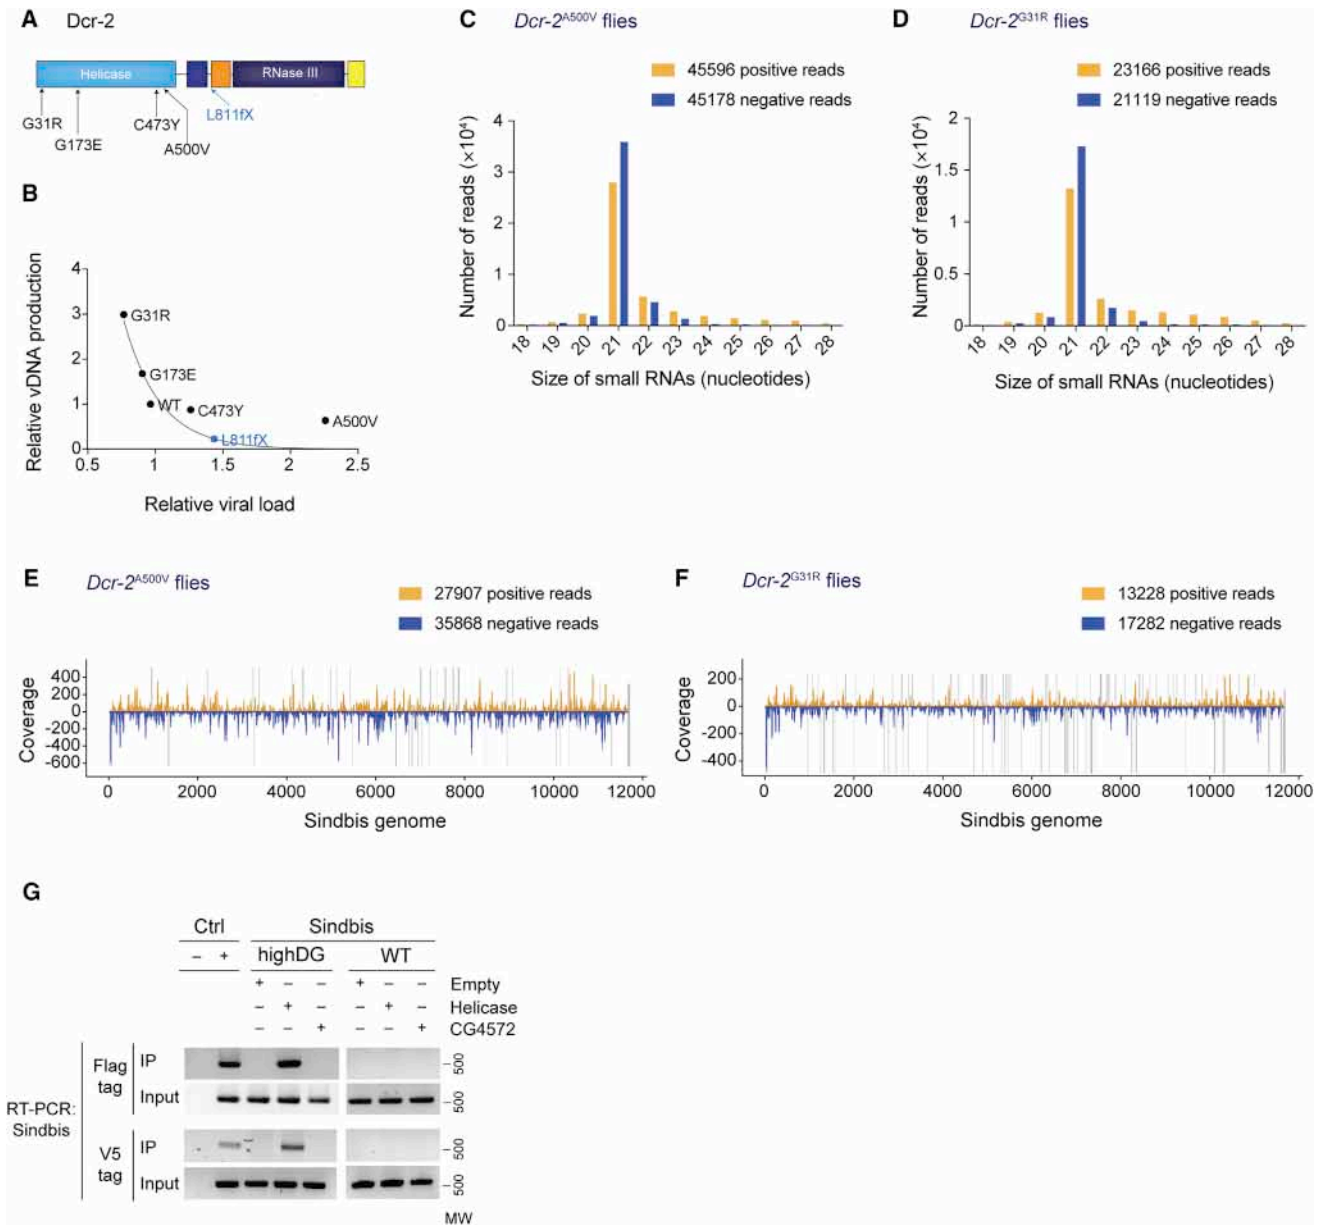 A Dcr-2
Helicase
RNase III
G31R
G173E
C473Y
A500V
L811fX
B
Relative vDNA production
4
3
2
1
0
G31R
G173E
WT
C473Y
L811fX
A500V
0.5 1 1.5 2 2.5
Relative viral load
C Dcr-2A500V flies
45596 positive reads
45178 negative reads
Number of reads (×10⁴)
4
3
2
1
0
18 19 20 21 22 23 24 25 26 27 28
Size of small RNAs (nucleotides)
D Dcr-2G31R flies
23166 positive reads
21119 negative reads
Number of reads (×10⁴)
2
1.5
1
0.5
0
18 19 20 21 22 23 24 25 26 27 28
Size of small RNAs (nucleotides)
E Dcr-2A500V flies
27907 positive reads
35868 negative reads
Coverage
400
200
0
-200
-400
-600
0 2000 4000 6000 8000 10000 12000
Sindbis genome
F Dcr-2G31R flies
13228 positive reads
17282 negative reads
Coverage
200
0
-200
-400
0 2000 4000 6000 8000 10000 12000
Sindbis genome
G
Ctrl Sindbis
– + highDG WT
+ – – + – – Empty
– + – – + – Helicase
– – + – – + CG4572
RT-PCR:
Sindbis
Flag
tag
IP –500
Input –500
V5
tag
IP –500
Input –500
MW